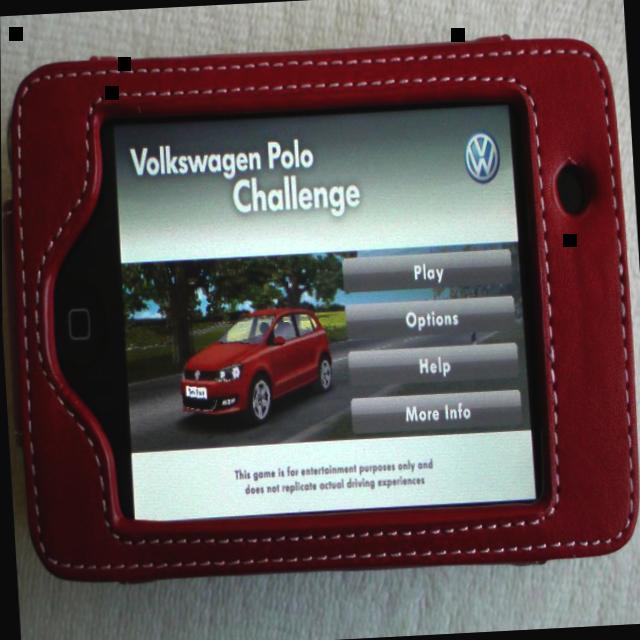 Volkswagen Polo
Challenge
Play
Options
Help
More Info
This game is for entertainment purposes only and
does not replicate actual driving experiences